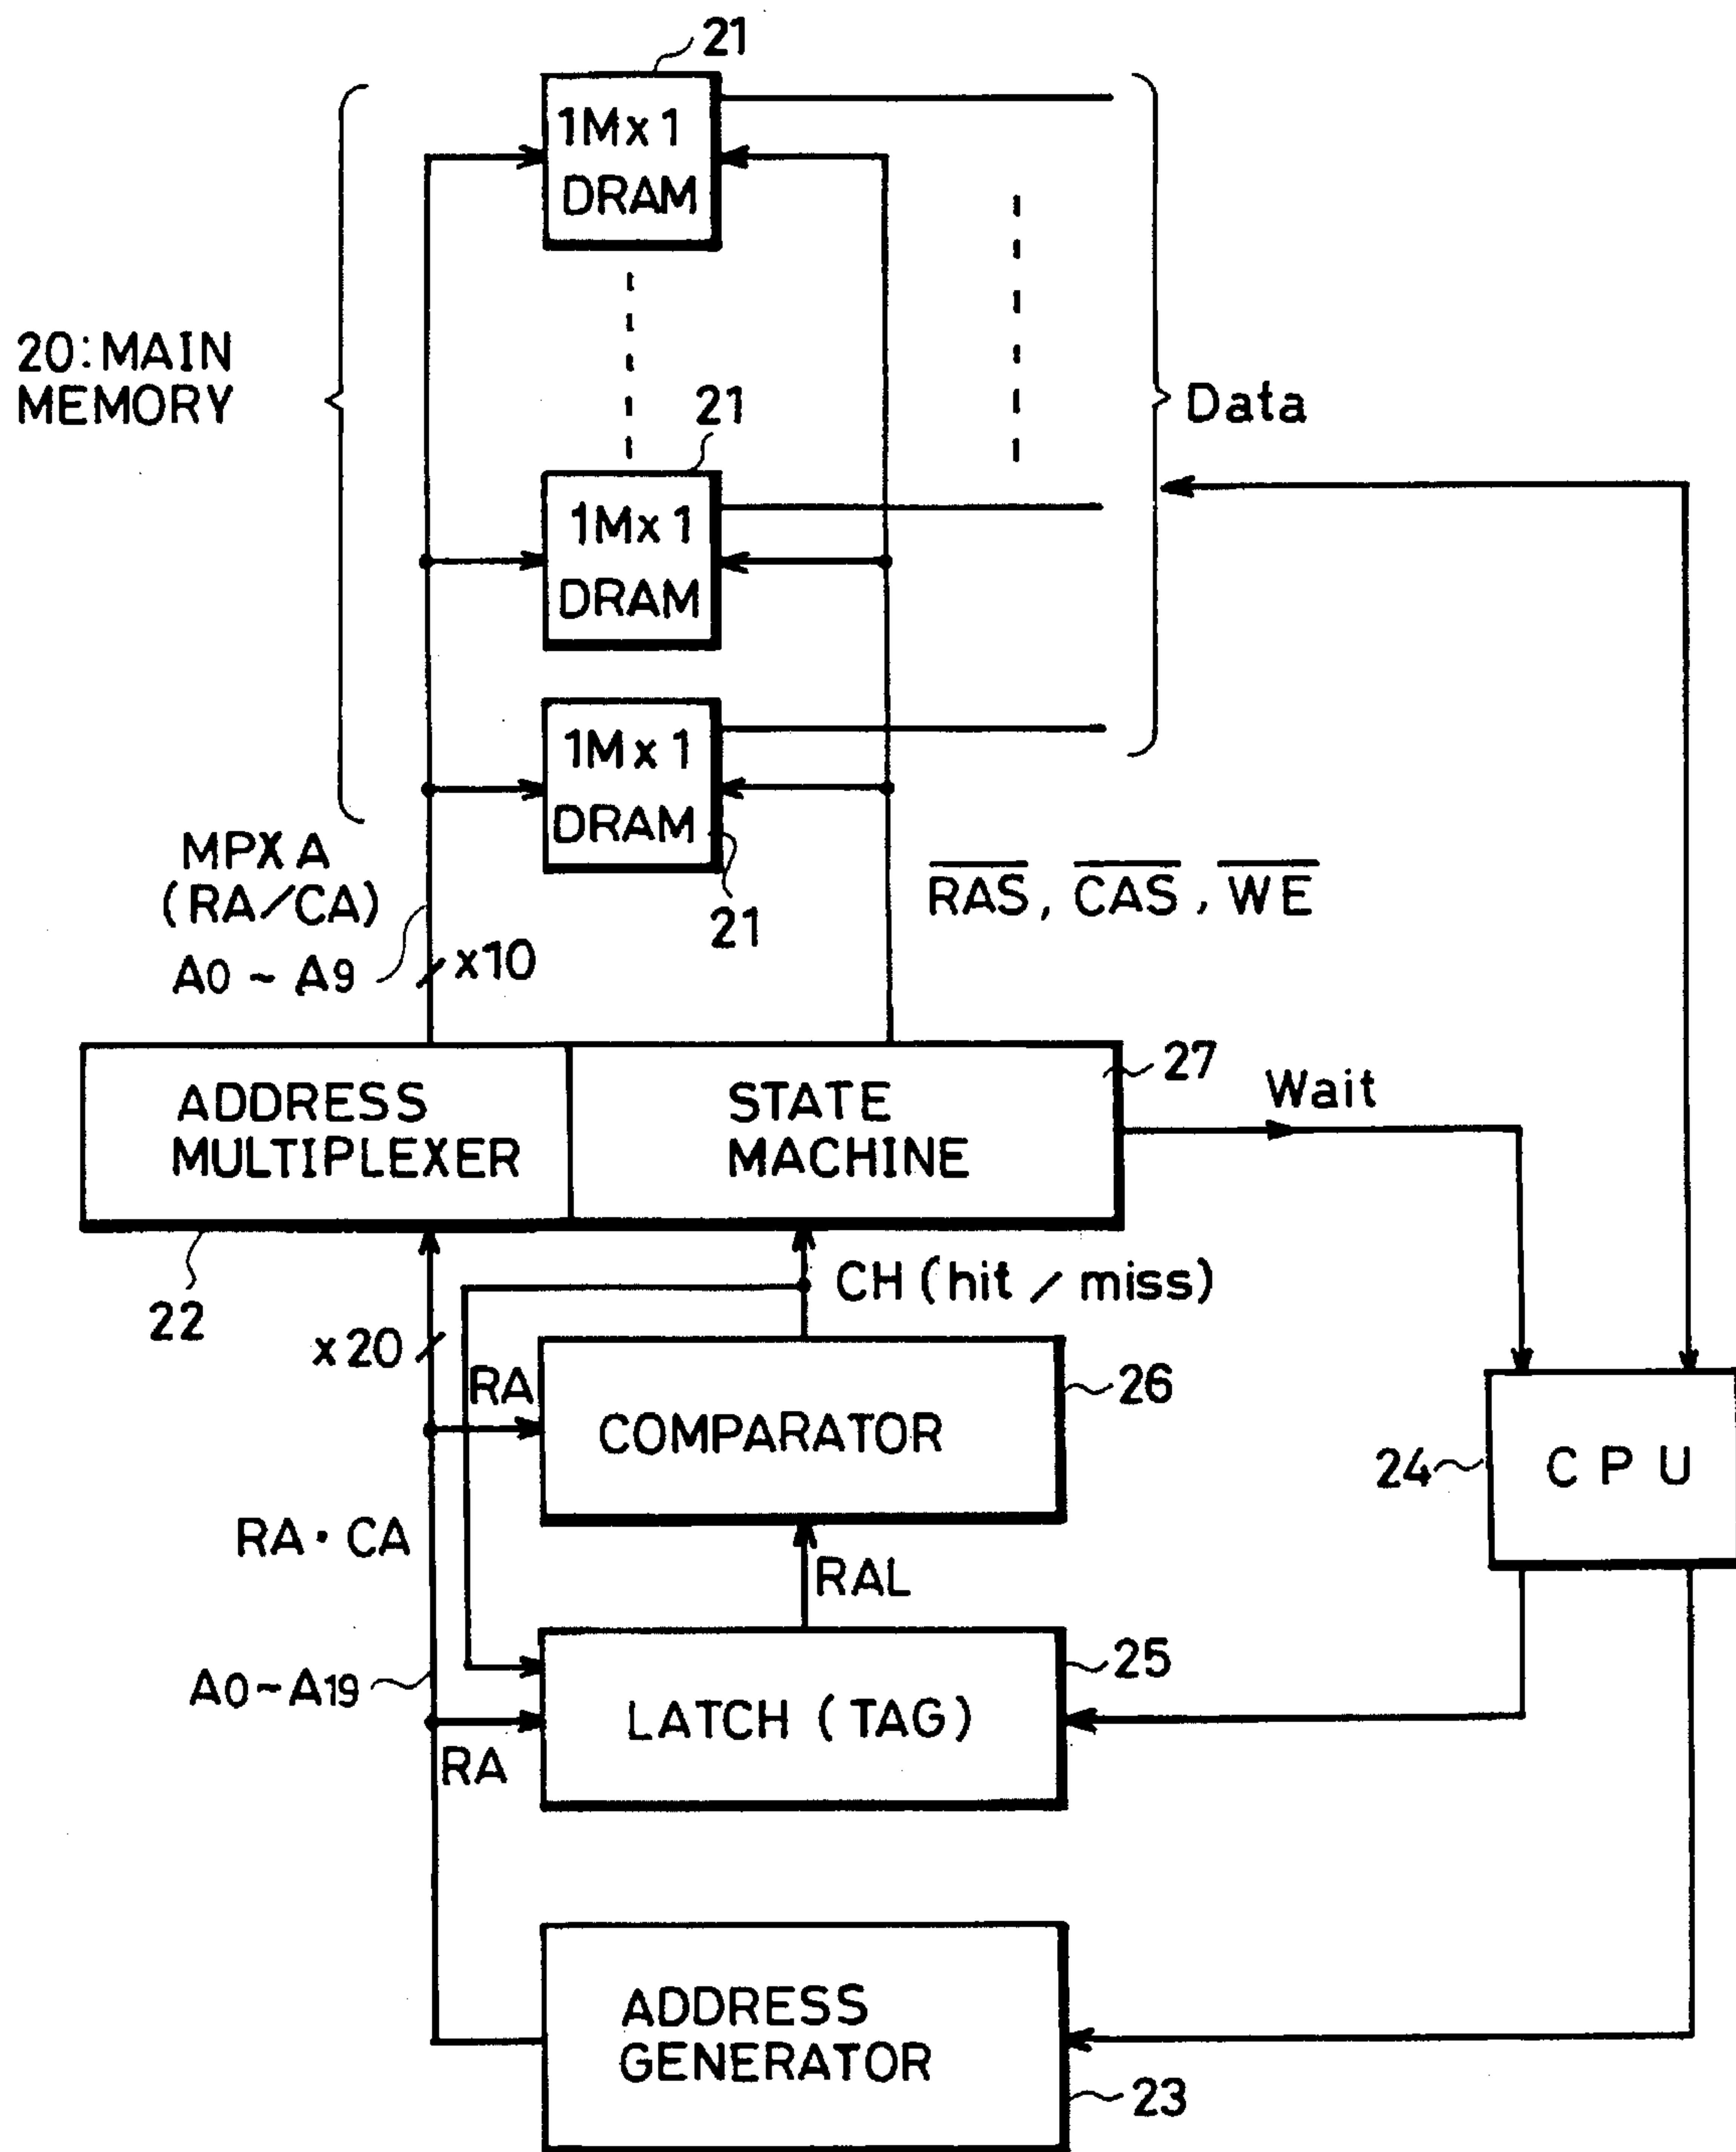 21
1Mx1
DRAM
20:MAIN
MEMORY
21
Data
1Mx1
DRAM
1Mx1
DRAM
MPX A
(RA/CA)
21
RAS, CAS, WE
A0 ~ A9
x10
27
Wait
ADDRESS
MULTIPLEXER
STATE
MACHINE
22
CH (hit / miss)
x20
RA
26
COMPARATOR
24
CPU
RA・CA
RAL
25
A0~A19
LATCH (TAG)
RA
ADDRESS
GENERATOR
23